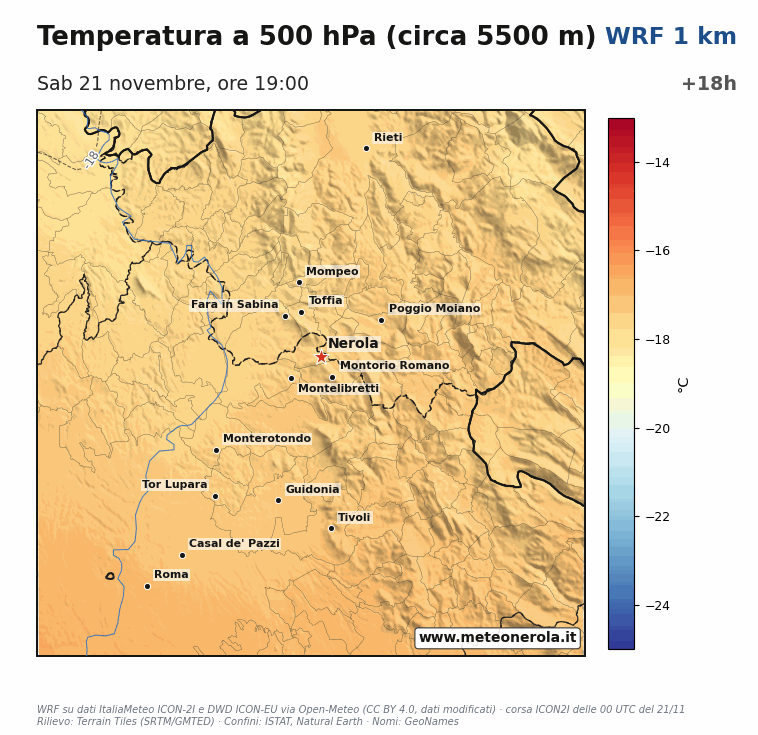 Temperatura a 500 hPa (circa 5500 m) WRF 1 km
Sab 21 novembre, ore 19:00 +18h
-18
Rieti
Mompeo
Fara in Sabina
Toffia
Poggio Moiano
Nerola
Montorio Romano
Montelibretti
Monterotondo
Tor Lupara
Guidonia
Tivoli
Casal de' Pazzi
Roma
www.meteonerola.it
−14
−16
−18
−20
−22
−24
°C
WRF su dati ItaliaMeteo ICON-2I e DWD ICON-EU via Open-Meteo (CC BY 4.0, dati modificati) · corsa ICON2I delle 00 UTC del 21/11
Rilievo: Terrain Tiles (SRTM/GMTED) · Confini: ISTAT, Natural Earth · Nomi: GeoNames